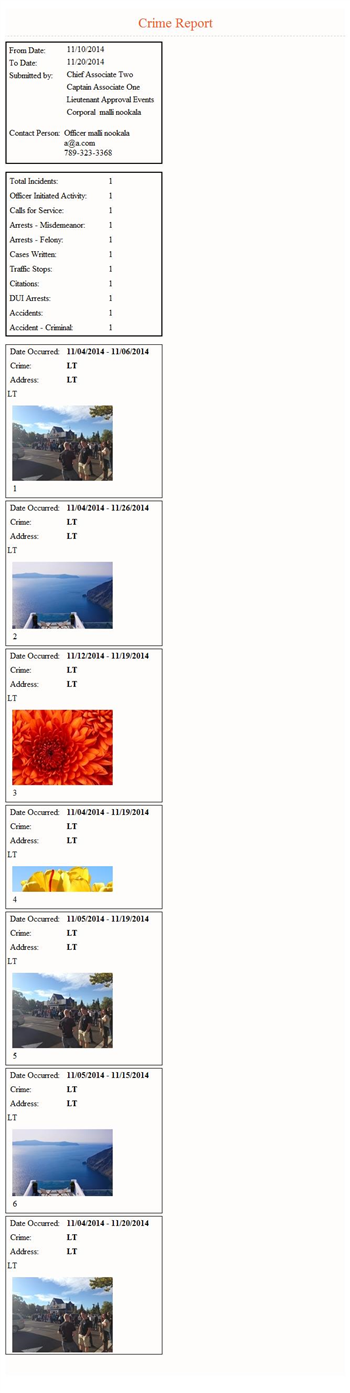 Crime Report
From Date: 11/10/2014
To Date: 11/20/2014
Submitted by: Chief Associate Two
Captain Associate One
Lieutenant Approval Events
Corporal malli nookala
Contact Person: Officer malli nookala
a@a.com
789-323-3368
Total Incidents: 1
Officer Initiated Activity: 1
Calls for Service: 1
Arrests - Misdemeanor: 1
Arrests - Felony: 1
Cases Written: 1
Traffic Stops: 1
Citations: 1
DUI Arrests: 1
Accidents: 1
Accident - Criminal: 1
Date Occurred: 11/04/2014 - 11/06/2014
Crime: LT
Address: LT
LT
1
Date Occurred: 11/04/2014 - 11/26/2014
Crime: LT
Address: LT
LT
2
Date Occurred: 11/12/2014 - 11/19/2014
Crime: LT
Address: LT
LT
3
Date Occurred: 11/04/2014 - 11/19/2014
Crime: LT
Address: LT
LT
4
Date Occurred: 11/05/2014 - 11/19/2014
Crime: LT
Address: LT
LT
5
Date Occurred: 11/05/2014 - 11/15/2014
Crime: LT
Address: LT
LT
6
Date Occurred: 11/04/2014 - 11/20/2014
Crime: LT
Address: LT
LT